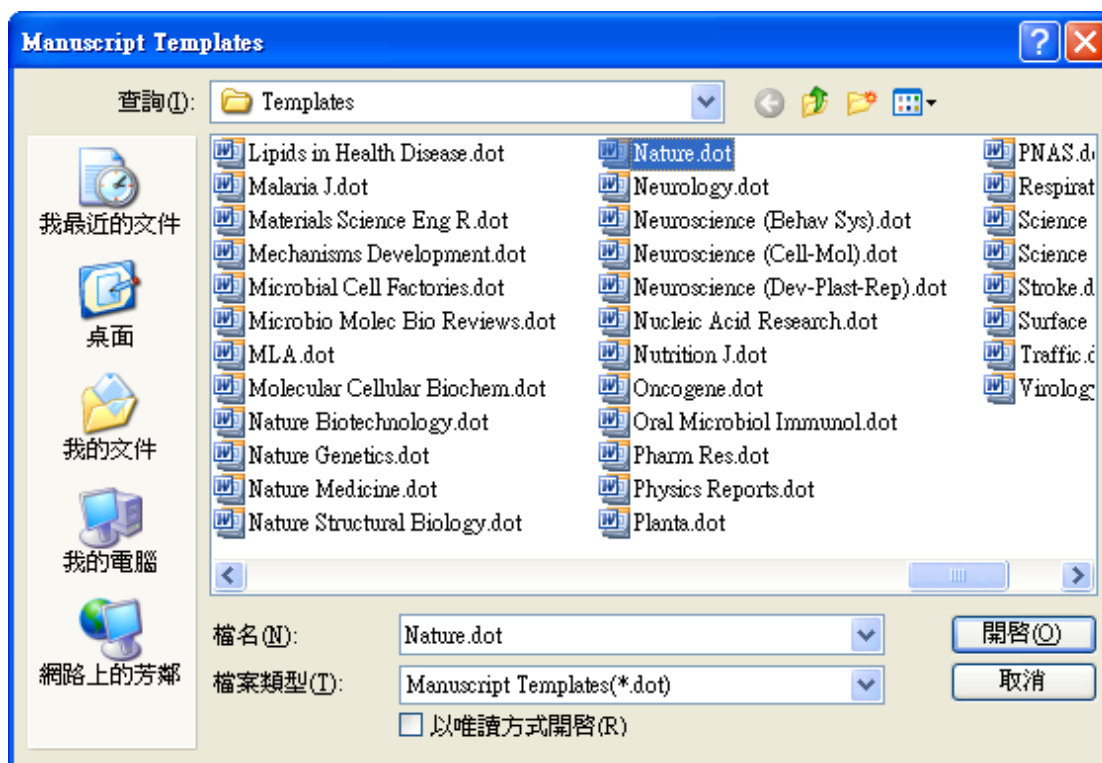 Manuscript Templates
查詢(I):
Templates
我最近的文件
桌面
我的文件
我的電腦
網路上的芳鄰
Lipids in Health Disease.dot
Malaria J.dot
Materials Science Eng R.dot
Mechanisms Development.dot
Microbial Cell Factories.dot
Microbio Molec Bio Reviews.dot
MLA.dot
Molecular Cellular Biochem.dot
Nature Biotechnology.dot
Nature Genetics.dot
Nature Medicine.dot
Nature Structural Biology.dot
Nature.dot
Neurology.dot
Neuroscience (Behav Sys).dot
Neuroscience (Cell-Mol).dot
Neuroscience (Dev-Plast-Rep).dot
Nucleic Acid Research.dot
Nutrition J.dot
Oncogene.dot
Oral Microbiol Immunol.dot
Pharm Res.dot
Physics Reports.dot
Planta.dot
PNAS.d
Respirat
Science
Science
Stroke.d
Surface
Traffic.
Virolog
檔名(N):
Nature.dot
開啓(O)
檔案類型(T):
Manuscript Templates(*.dot)
取消
以唯讀方式開啓(R)